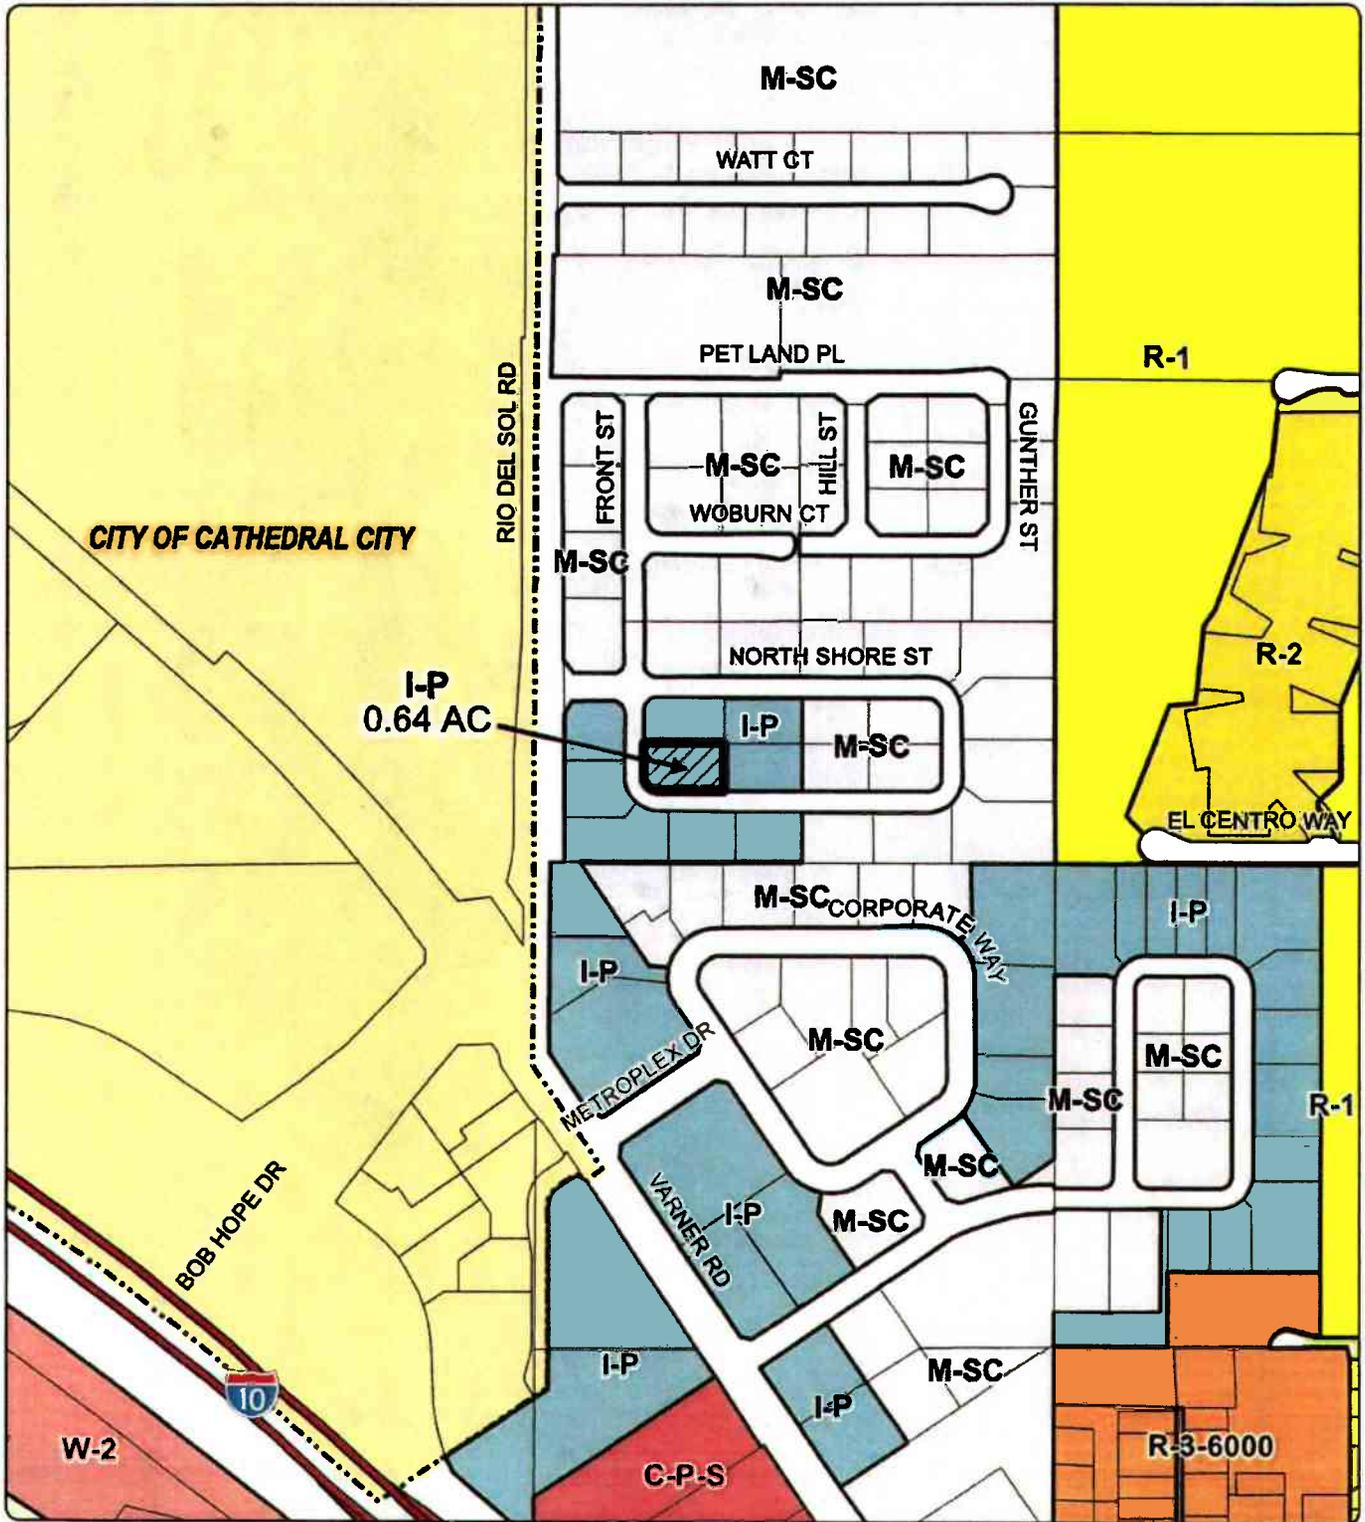 M-SC
WATT CT
M-SC
PET LAND PL
R-1
RIO DEL SOL RD
FRONT ST
M-SC
HILL ST
M-SC
GUNTHER ST
WOBURN CT
CITY OF CATHEDRAL CITY
M-SC
NORTH SHORE ST
R-2
I-P
0.64 AC
I-P
M-SC
EL CENTRO WAY
M-SC
CORPORATE WAY
I-P
I-P
M-SC
M-SC
METROPLEX DR
M-SC
R-1
M-SC
BOB HOPE DR
VARNER RD
I-P
M-SC
I-P
M-SC
10
I-P
W-2
C-P-S
R-3-6000